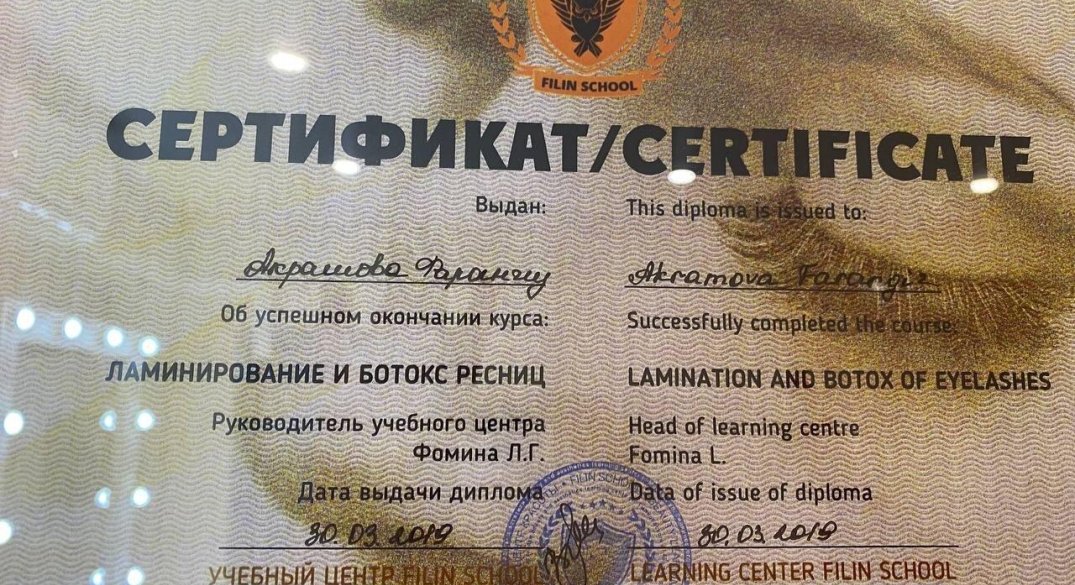 FILIN SCHOOL
СЕРТИФИКАТ/CERTIFICATE
Выдан: This diploma is issued to:
Акрамова Фарангиз Akramova Farangiz
Об успешном окончании курса: Successfully completed the course:
ЛАМИНИРОВАНИЕ И БОТОКС РЕСНИЦ LAMINATION AND BOTOX OF EYELASHES
Руководитель учебного центра Head of learning centre
Фомина Л.Г. Fomina L.
Дата выдачи диплома Data of issue of diploma
30.03.2019 30.03.2019
УЧЕБНЫЙ ЦЕНТР FILIN SCHOOL LEARNING CENTER FILIN SCHOOL